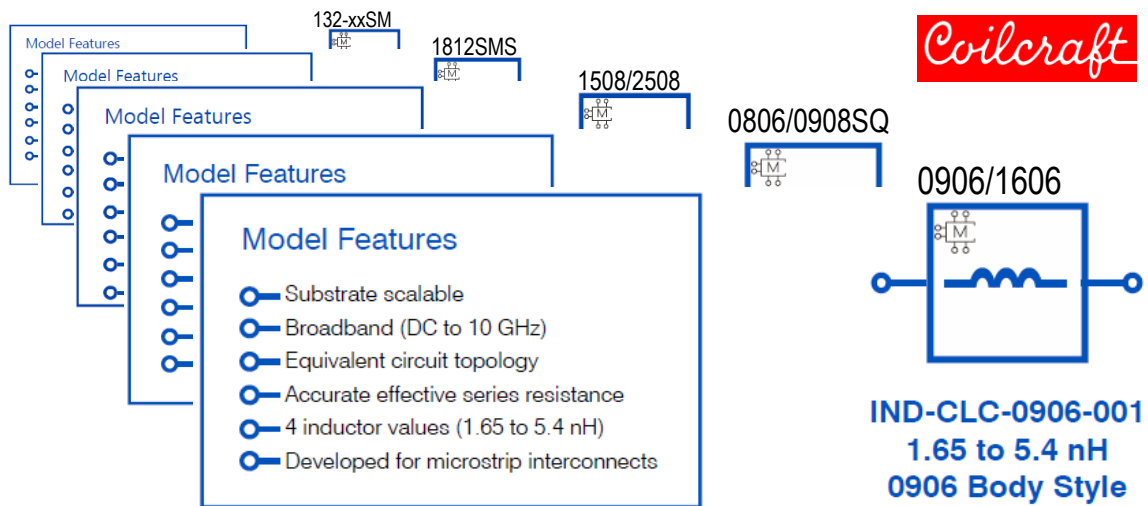 132-xxSM
Model Features
1812SMS
Model Features
1508/2508
Model Features
0806/0908SQ
Model Features
0906/1606
Model Features
Substrate scalable
Broadband (DC to 10 GHz)
Equivalent circuit topology
Accurate effective series resistance
4 inductor values (1.65 to 5.4 nH)
Developed for microstrip interconnects
Coilcraft
M
M
M
M
M
IND-CLC-0906-001
1.65 to 5.4 nH
0906 Body Style